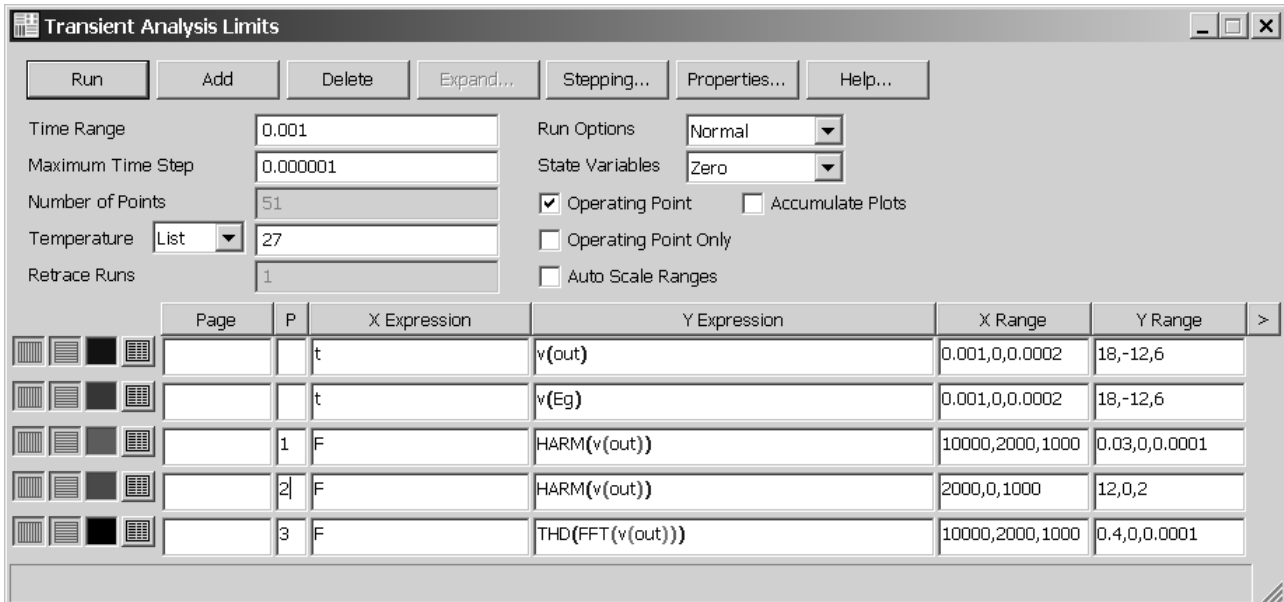 Transient Analysis Limits
Run Add Delete Expand... Stepping... Properties... Help...
Time Range 0.001 Run Options Normal
Maximum Time Step 0.000001 State Variables Zero
Number of Points 51 Operating Point Accumulate Plots
Temperature List 27 Operating Point Only
Retrace Runs 1 Auto Scale Ranges
Page P X Expression Y Expression X Range Y Range >
t v(out) 0.001,0,0.0002 18,-12,6
t v(Eg) 0.001,0,0.0002 18,-12,6
1 F HARM(v(out)) 10000,2000,1000 0.03,0,0.0001
2 F HARM(v(out)) 2000,0,1000 12,0,2
3 F THD(FFT(v(out))) 10000,2000,1000 0.4,0,0.0001